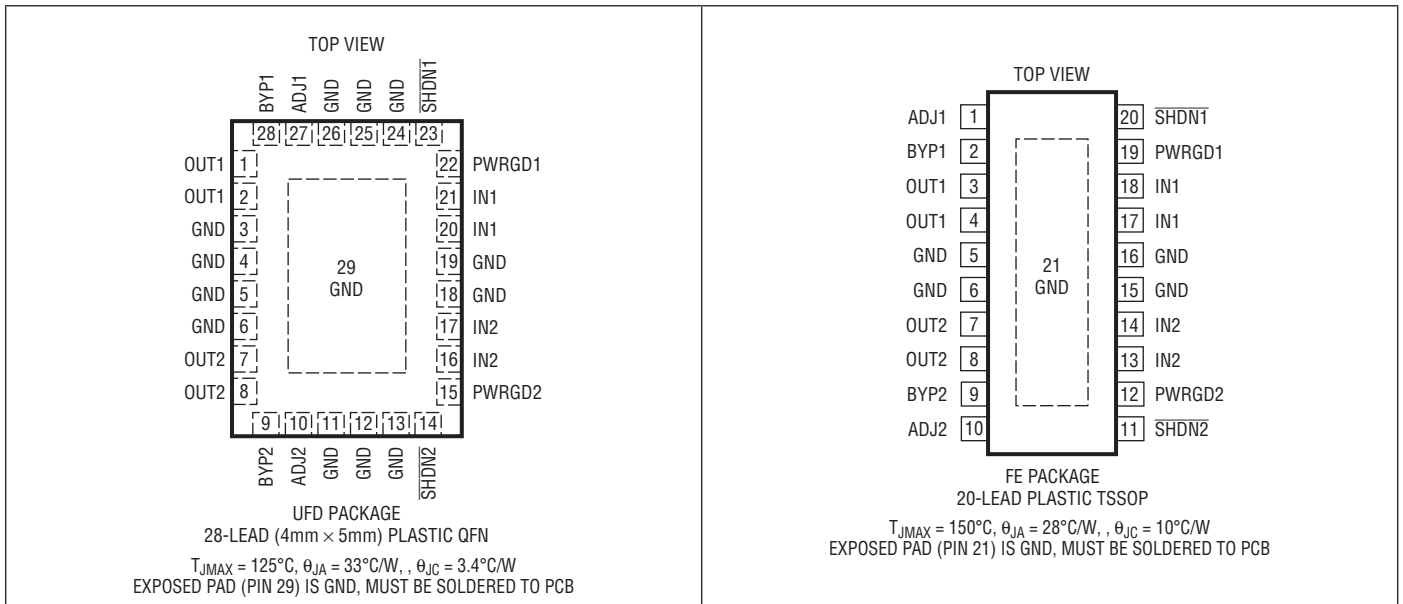 TOP VIEW
BYP1 ADJ1 GND GND GND SHDN1
28 27 26 25 24 23
OUT1 1 22 PWRGD1
OUT1 2 21 IN1
GND 3 20 IN1
GND 4 19 GND
GND 5 18 GND
GND 6 17 IN2
OUT2 7 16 IN2
OUT2 8 15 PWRGD2
29
GND
9 10 11 12 13 14
BYP2 ADJ2 GND GND GND SHDN2
UFD PACKAGE
28-LEAD (4mm × 5mm) PLASTIC QFN
TJMAX = 125°C, θJA = 33°C/W, , θJC = 3.4°C/W
EXPOSED PAD (PIN 29) IS GND, MUST BE SOLDERED TO PCB
TOP VIEW
ADJ1 1 20 SHDN1
BYP1 2 19 PWRGD1
OUT1 3 18 IN1
OUT1 4 17 IN1
GND 5 16 GND
GND 6 15 GND
OUT2 7 14 IN2
OUT2 8 13 IN2
BYP2 9 12 PWRGD2
ADJ2 10 11 SHDN2
21
GND
FE PACKAGE
20-LEAD PLASTIC TSSOP
TJMAX = 150°C, θJA = 28°C/W, , θJC = 10°C/W
EXPOSED PAD (PIN 21) IS GND, MUST BE SOLDERED TO PCB